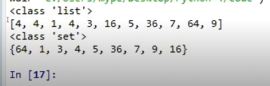 <class 'list'>
[4, 4, 1, 4, 3, 16, 5, 36, 7, 64, 9]
<class 'set'>
{64, 1, 3, 4, 5, 36, 7, 9, 16}
In [17]: